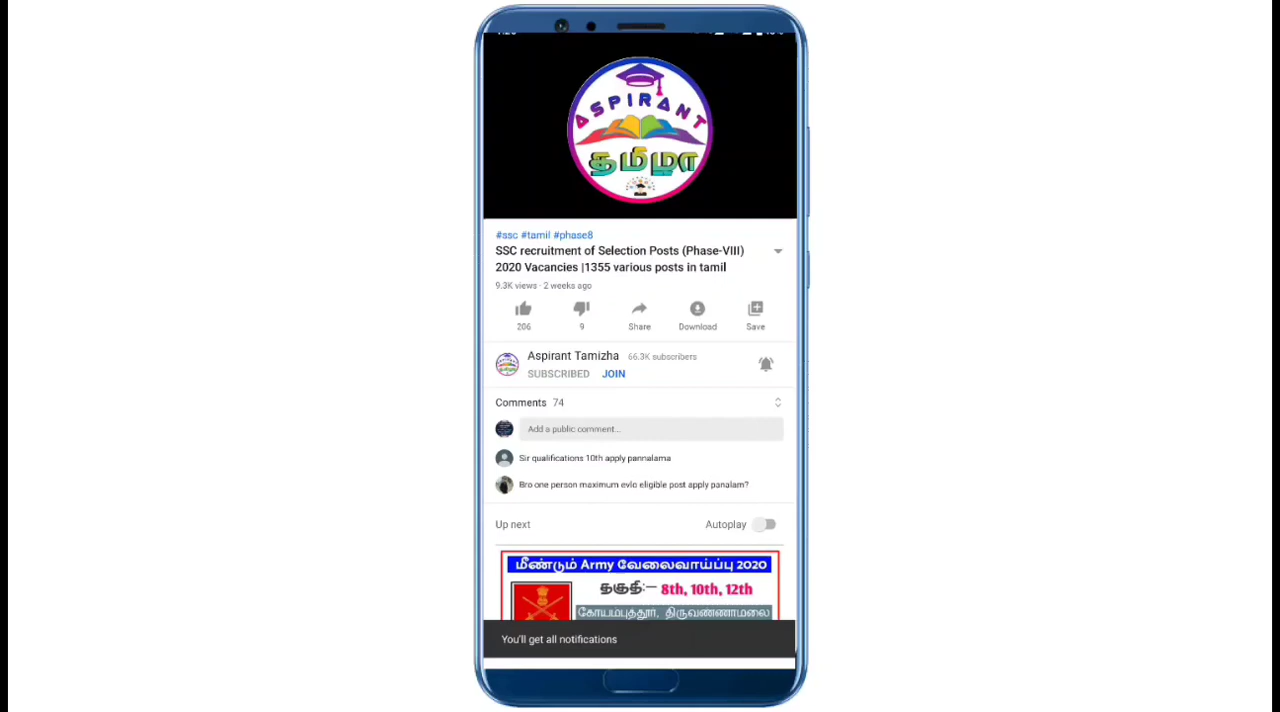 ASPIRANT
தமிழா
#ssc #tamil #phase8
SSC recruitment of Selection Posts (Phase-VIII)
2020 Vacancies |1355 various posts in tamil
9.3K views · 2 weeks ago
206
9
Share
Download
Save
Aspirant Tamizha 66.3K subscribers
SUBSCRIBED JOIN
Comments 74
Add a public comment...
Sir qualifications 10th apply pannalama
Bro one person maximum evlo eligible post apply panalam?
Up next Autoplay
மீண்டும் Army வேலைவாய்ப்பு 2020
தகுதி:– 8th, 10th, 12th
கோயம்புத்தூர், திருவண்ணாமலை
You'll get all notifications